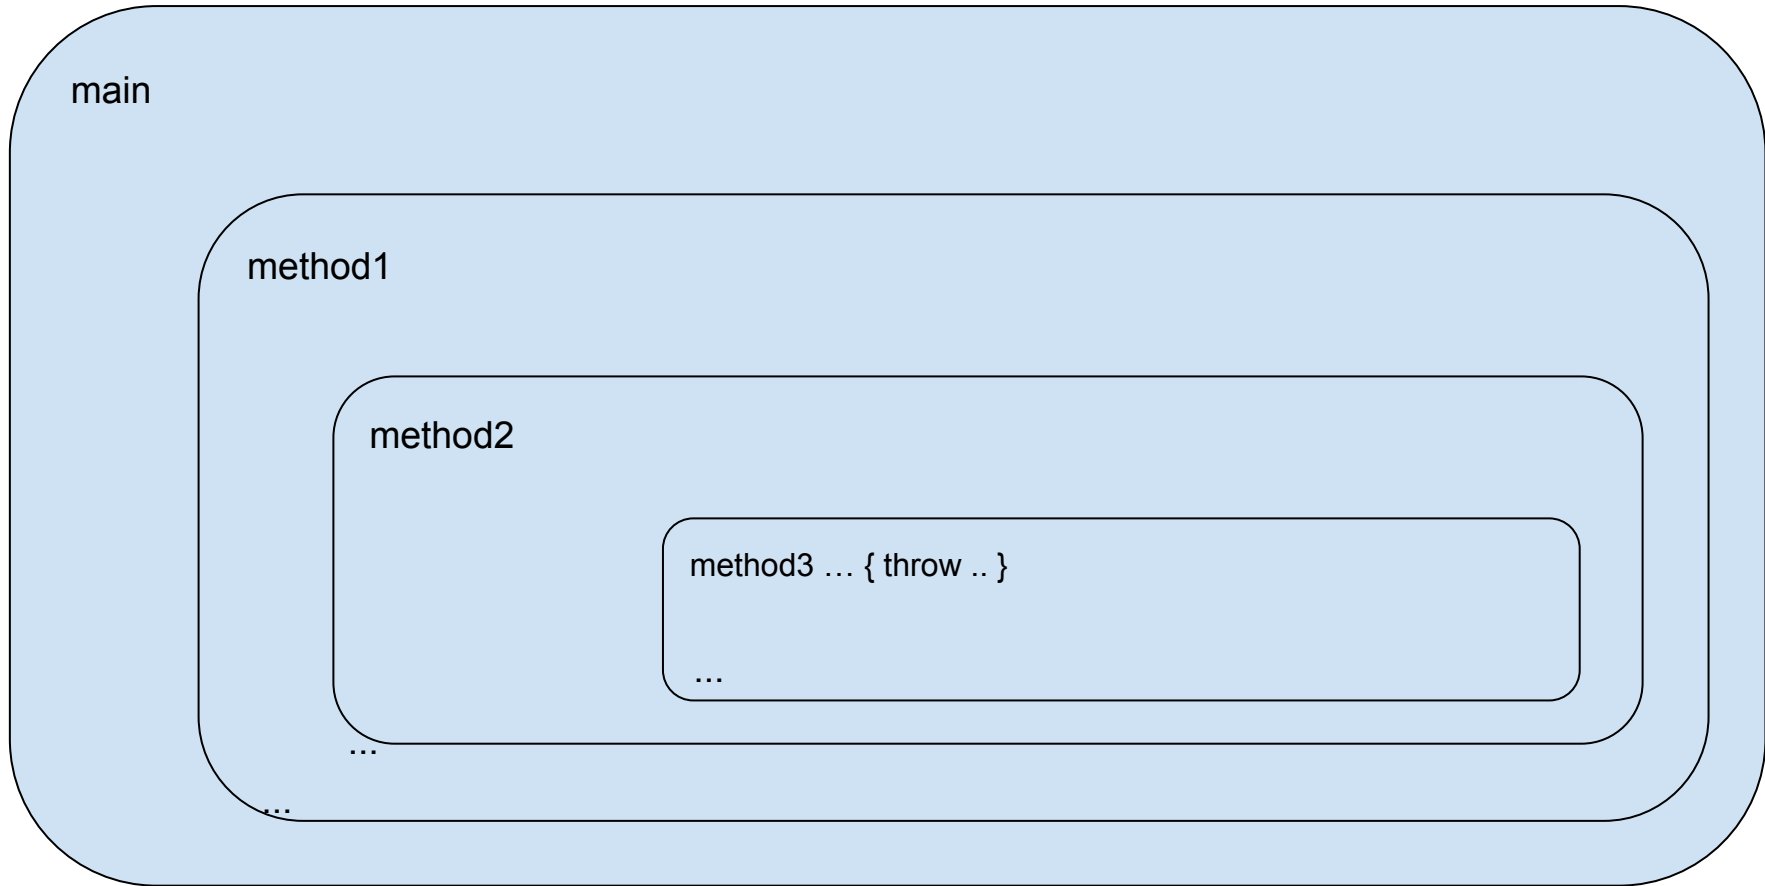 main
method1
method2
method3 … { throw .. }
...
...
...